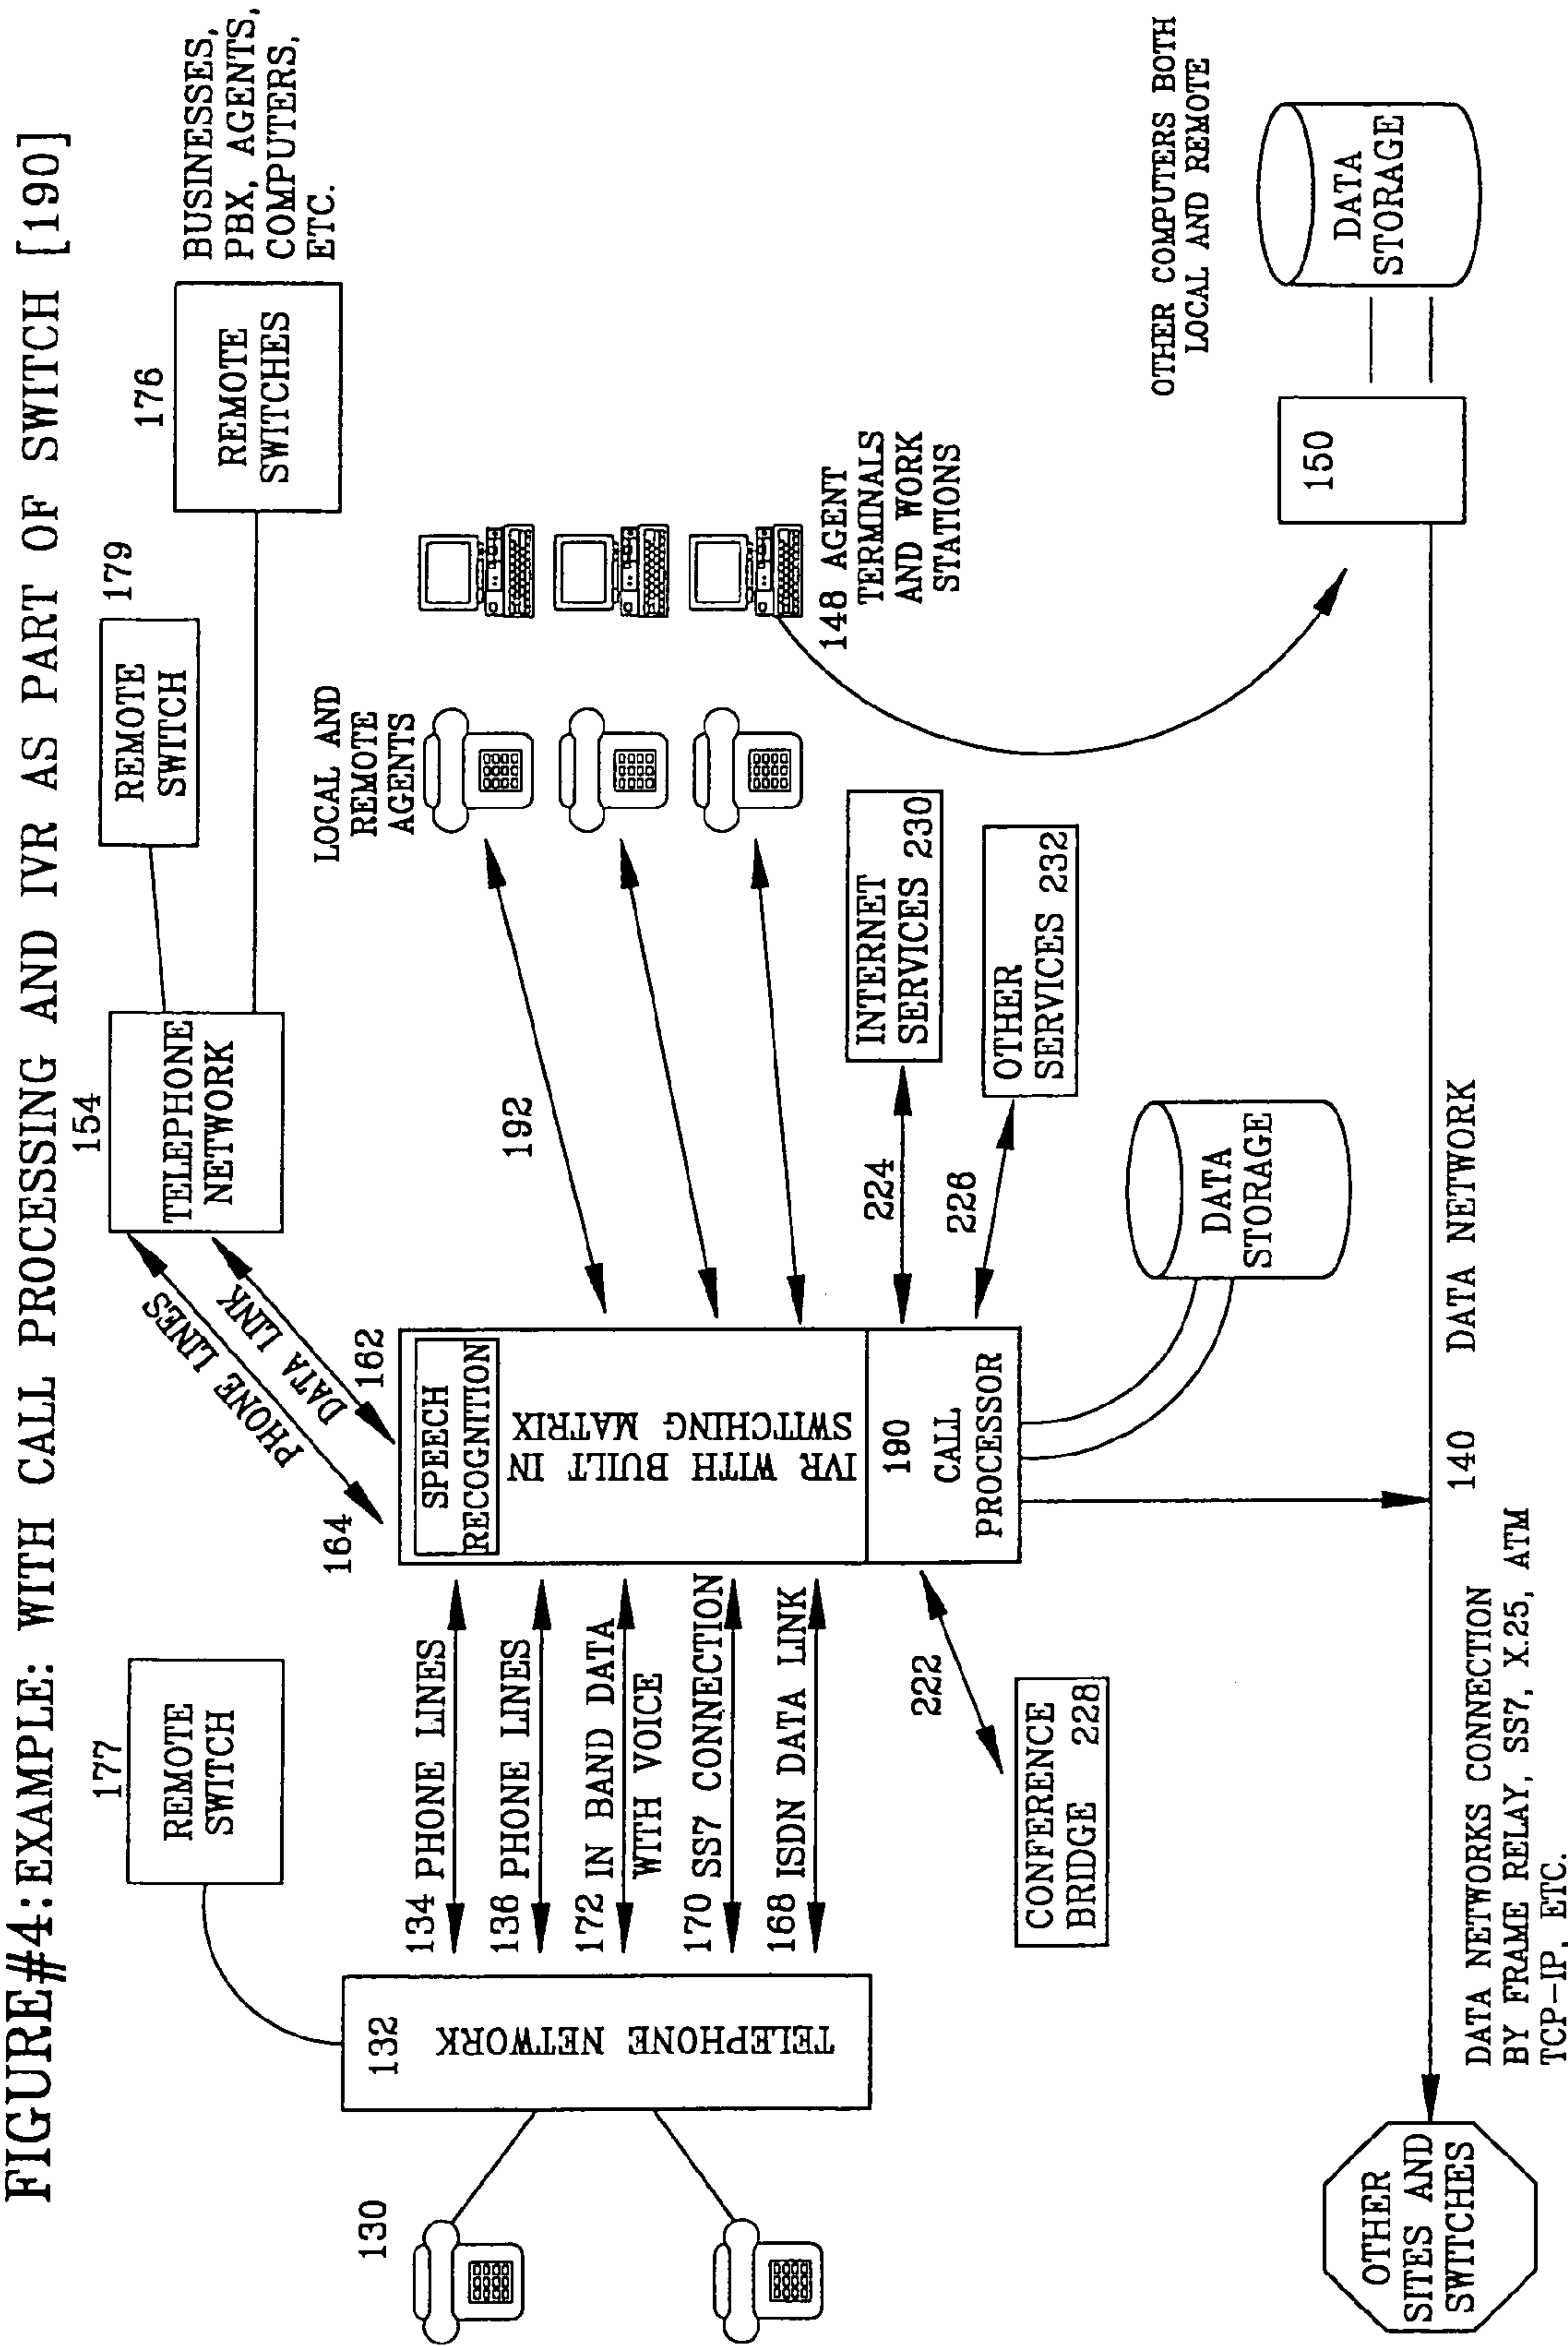 FIGURE#4:EXAMPLE: WITH CALL PROCESSING AND IVR AS PART OF SWITCH [190]
177
REMOTE
SWITCH
154
TELEPHONE
NETWORK
REMOTE
SWITCH
179
176
REMOTE
SWITCHES
BUSINESSES,
PBX, AGENTS,
COMPUTERS,
ETC.
PHONE LINES
DATA LINK
164
162
130
132
TELEPHONE NETWORK
134 PHONE LINES
136 PHONE LINES
172 IN BAND DATA
WITH VOICE
170 SS7 CONNECTION
168 ISDN DATA LINK
SPEECH
RECOGNITION
IVR WITH BUILT IN
SWITCHING MATRIX
190
CALL
PROCESSOR
192
LOCAL AND
REMOTE
AGENTS
148 AGENT
TERMINALS
AND WORK
STATIONS
224
INTERNET
SERVICES 230
226
OTHER
SERVICES 232
222
CONFERENCE
BRIDGE 228
DATA
STORAGE
OTHER COMPUTERS BOTH
LOCAL AND REMOTE
150
DATA
STORAGE
OTHER
SITES AND
SWITCHES
140 DATA NETWORK
DATA NETWORKS CONNECTION
BY FRAME RELAY, SS7, X.25, ATM
TCP-IP, ETC.